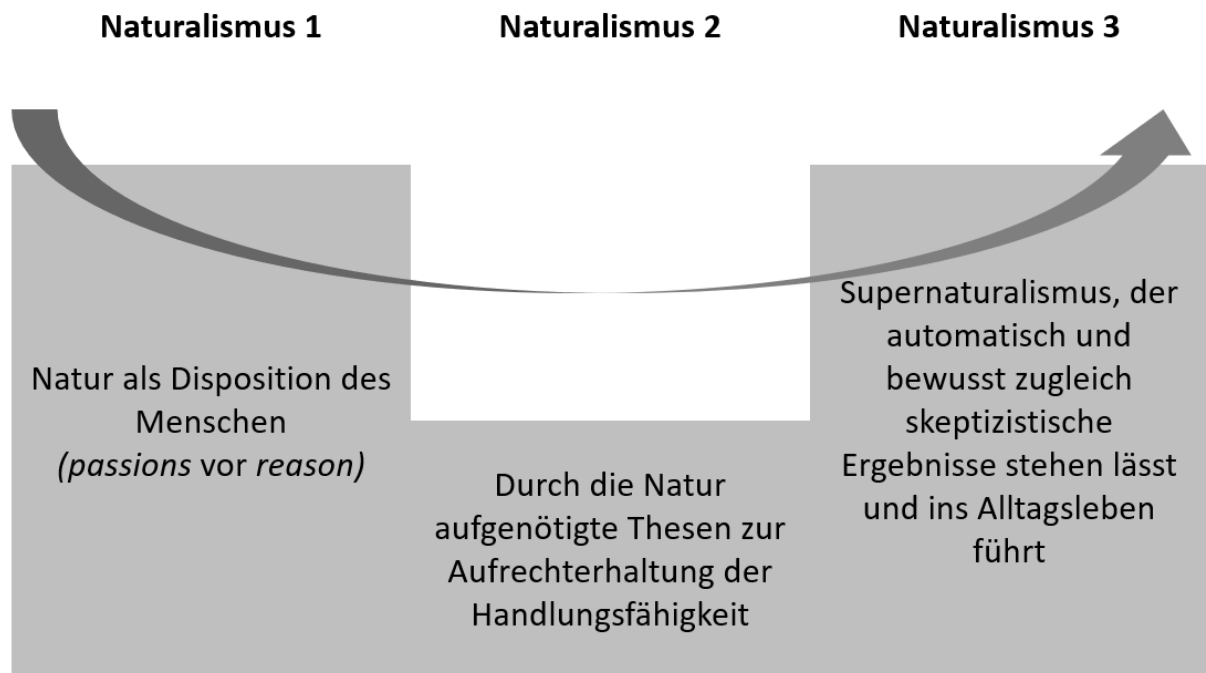 Naturalismus 1
Naturalismus 2
Naturalismus 3
Natur als Disposition des
Menschen
(passions vor reason)
Durch die Natur
aufgenötigte Thesen zur
Aufrechterhaltung der
Handlungsfähigkeit
Supernaturalismus, der
automatisch und
bewusst zugleich
skeptizistische
Ergebnisse stehen lässt
und ins Alltagsleben
führt